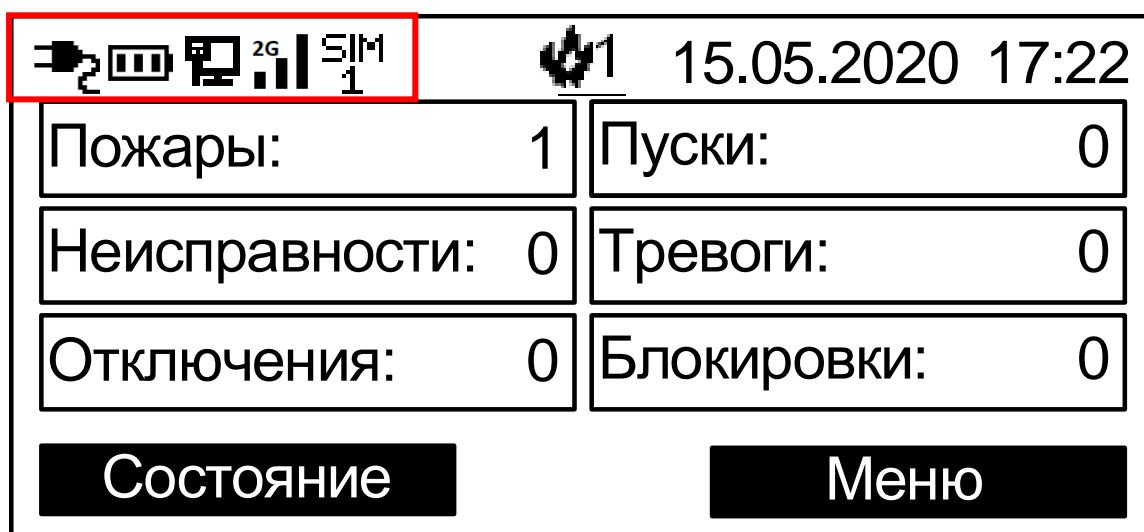 2G SIM 1 1 15.05.2020 17:22
Пожары: 1 Пуски: 0
Неисправности: 0 Тревоги: 0
Отключения: 0 Блокировки: 0
Состояние Меню